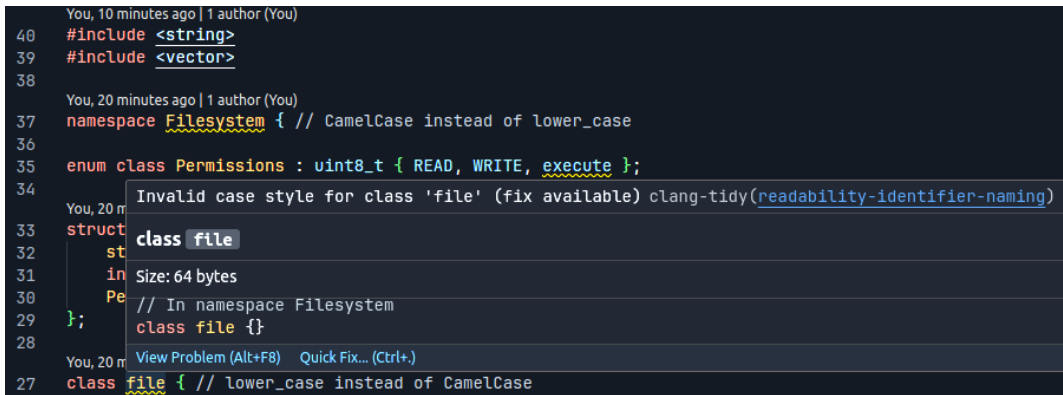 You, 10 minutes ago | 1 author (You)
40 #include <string>
39 #include <vector>
38
You, 20 minutes ago | 1 author (You)
37 namespace Filesystem { // CamelCase instead of lower_case
36
35 enum class Permissions : uint8_t { READ, WRITE, execute };
34
Invalid case style for class 'file' (fix available) clang-tidy(readability-identifier-naming)
You, 20 m
33 struct
class file
32 st
31 in
Size: 64 bytes
30 Pe
// In namespace Filesystem
29 };
class file {}
28
View Problem (Alt+F8) Quick Fix... (Ctrl+.)
You, 20 m
27 class file { // lower_case instead of CamelCase